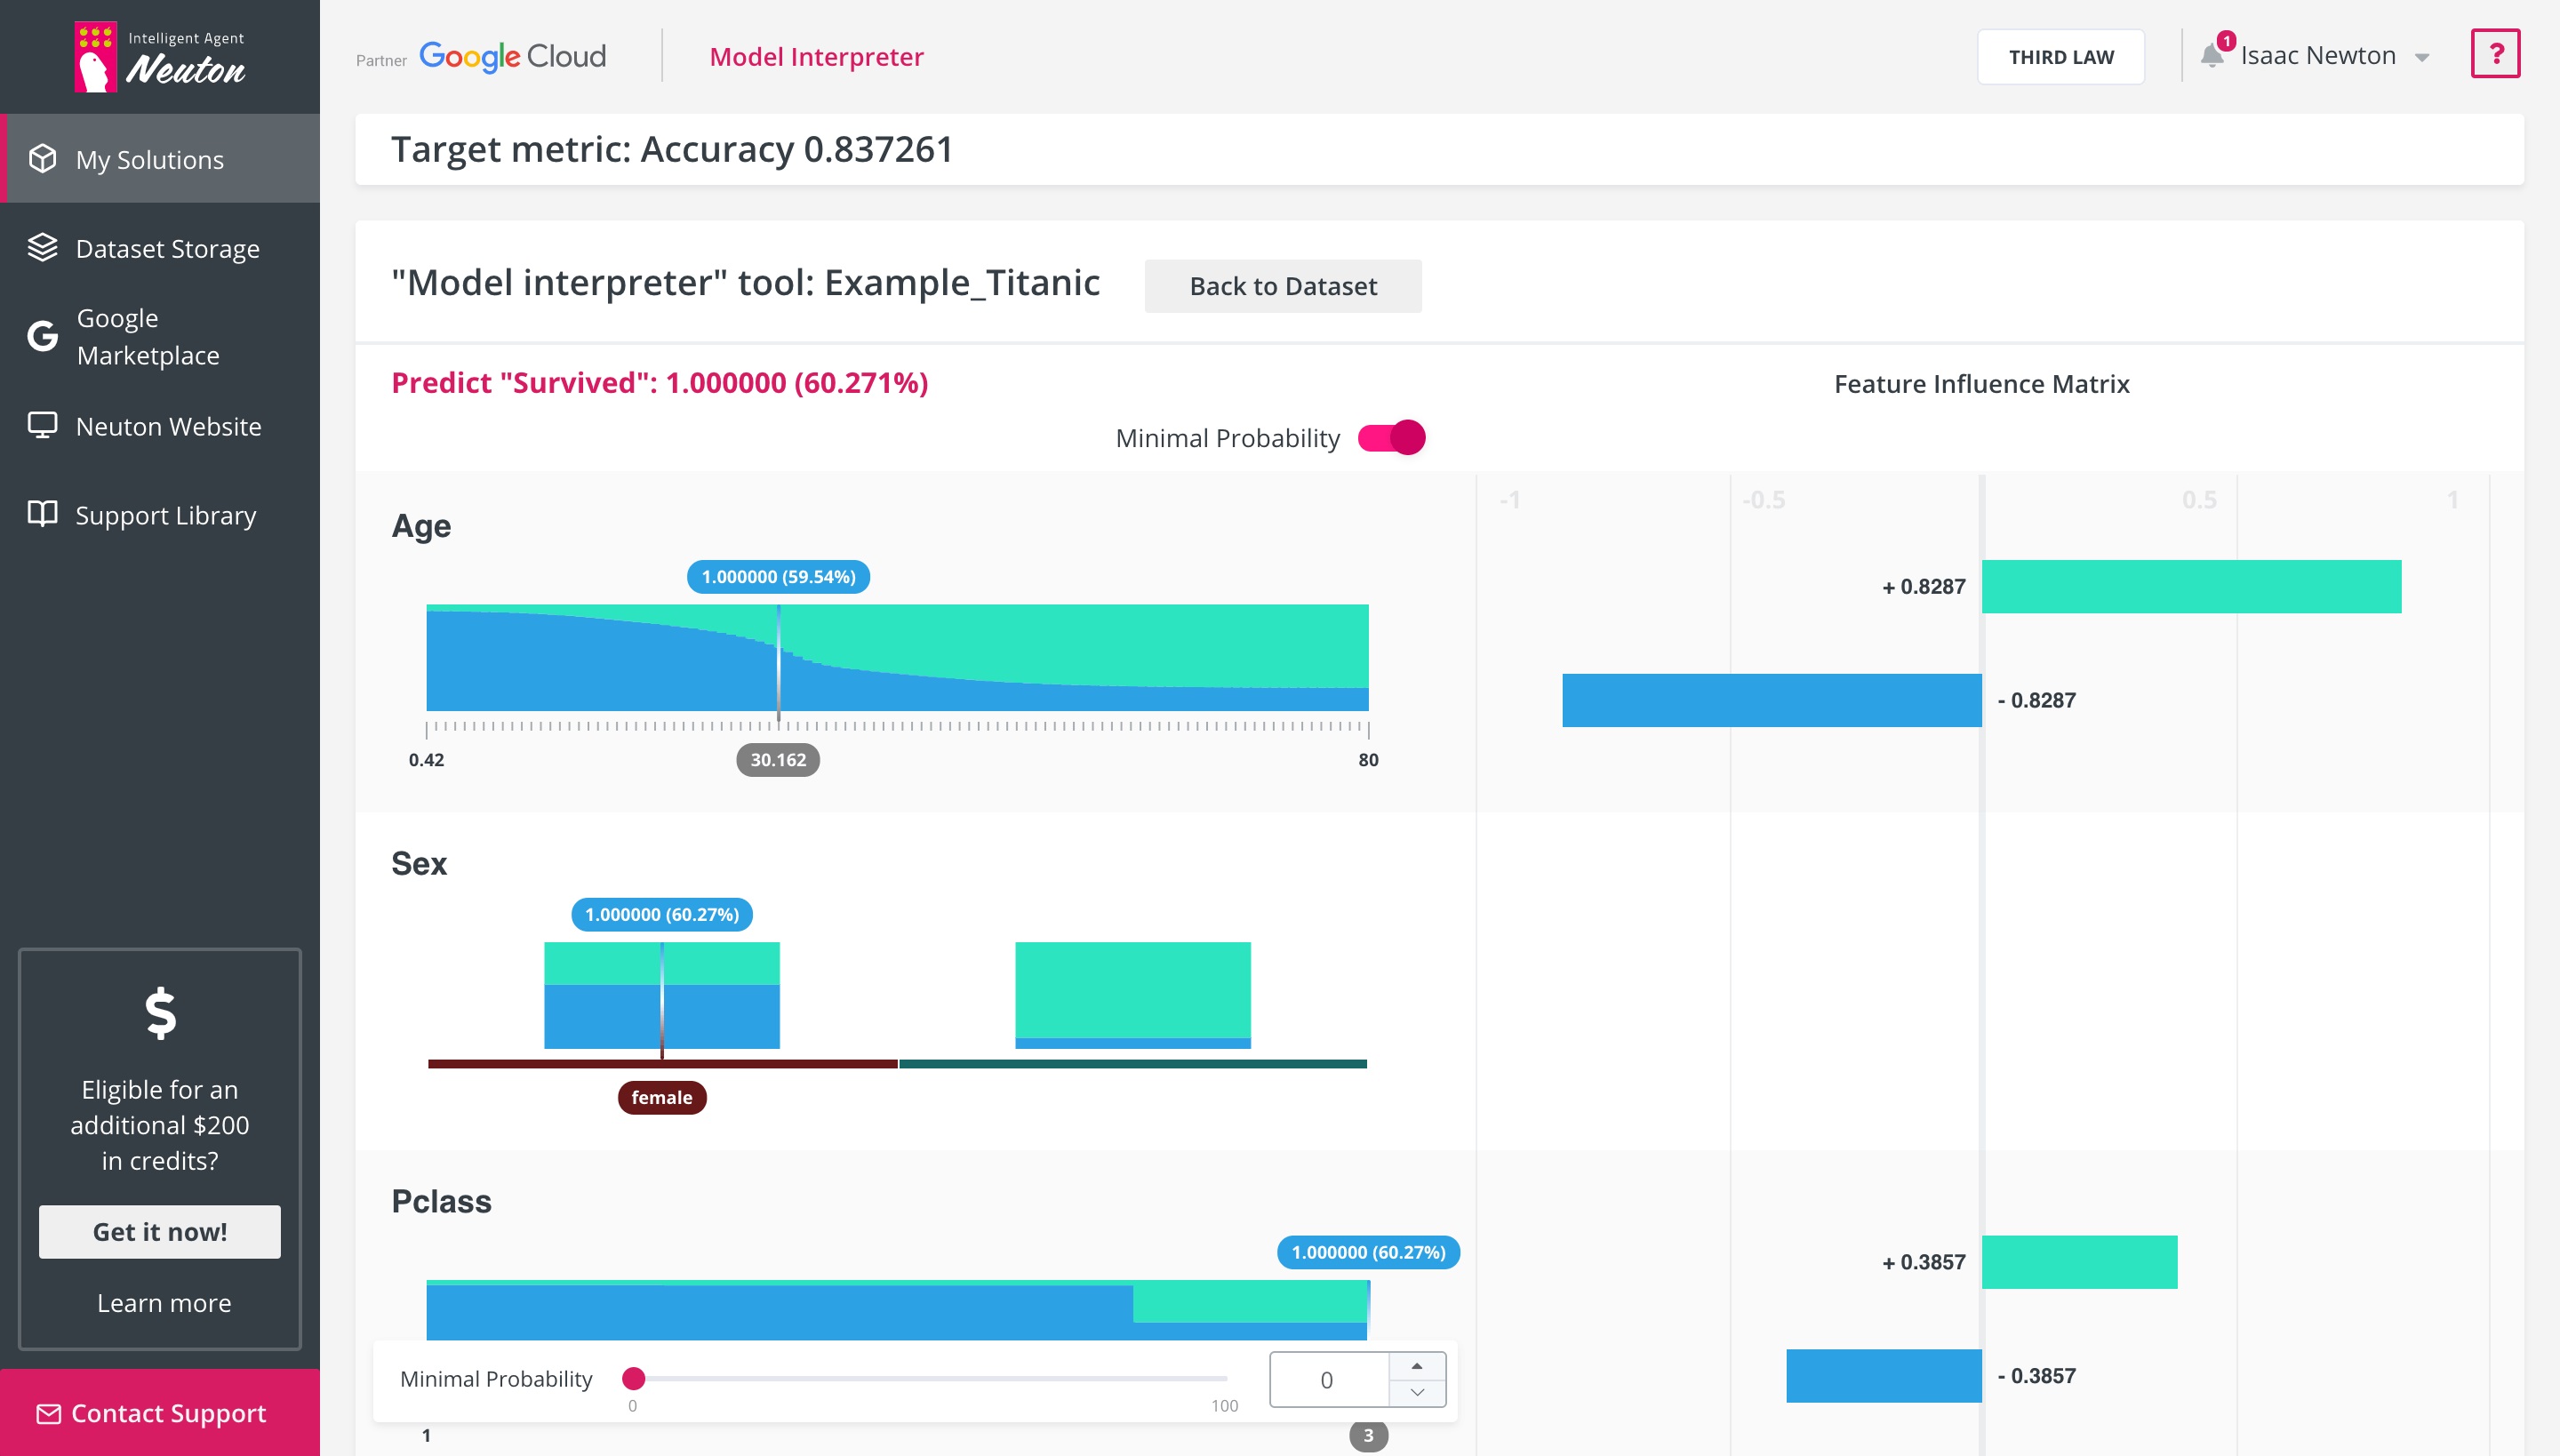 Intelligent Agent
Neuton
My Solutions
Dataset Storage
Google
Marketplace
Neuton Website
Support Library
$
Eligible for an
additional $200
in credits?
Get it now!
Learn more
Contact Support
Partner Google Cloud
Model Interpreter
THIRD LAW
1
Isaac Newton
?
Target metric: Accuracy 0.837261
"Model interpreter" tool: Example_Titanic
Back to Dataset
Predict "Survived": 1.000000 (60.271%)
Feature Influence Matrix
Minimal Probability
-1 -0.5 0.5 1
Age
1.000000 (59.54%)
0.42 30.162 80
+ 0.8287
- 0.8287
Sex
1.000000 (60.27%)
female
Pclass
1.000000 (60.27%)
+ 0.3857
- 0.3857
Minimal Probability
0 100
0
1 3